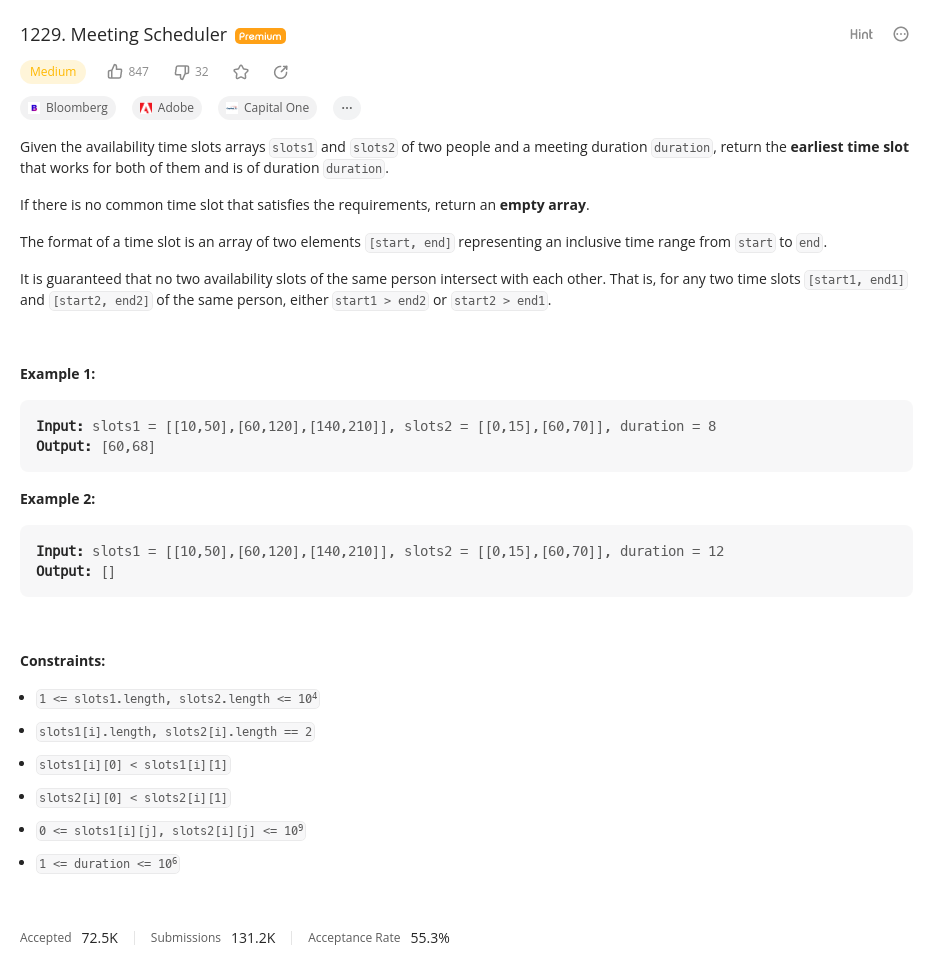 1229. Meeting Scheduler Premium Hint
Medium 847 32
B Bloomberg Adobe Capital One ...
Given the availability time slots arrays slots1 and slots2 of two people and a meeting duration duration, return the earliest time slot
that works for both of them and is of duration duration.
If there is no common time slot that satisfies the requirements, return an empty array.
The format of a time slot is an array of two elements [start, end] representing an inclusive time range from start to end.
It is guaranteed that no two availability slots of the same person intersect with each other. That is, for any two time slots [start1, end1]
and [start2, end2] of the same person, either start1 > end2 or start2 > end1.
Example 1:
Input: slots1 = [[10,50],[60,120],[140,210]], slots2 = [[0,15],[60,70]], duration = 8
Output: [60,68]
Example 2:
Input: slots1 = [[10,50],[60,120],[140,210]], slots2 = [[0,15],[60,70]], duration = 12
Output: []
Constraints:
• 1 <= slots1.length, slots2.length <= 10⁴
• slots1[i].length, slots2[i].length == 2
• slots1[i][0] < slots1[i][1]
• slots2[i][0] < slots2[i][1]
• 0 <= slots1[i][j], slots2[i][j] <= 10⁹
• 1 <= duration <= 10⁶
Accepted 72.5K Submissions 131.2K Acceptance Rate 55.3%